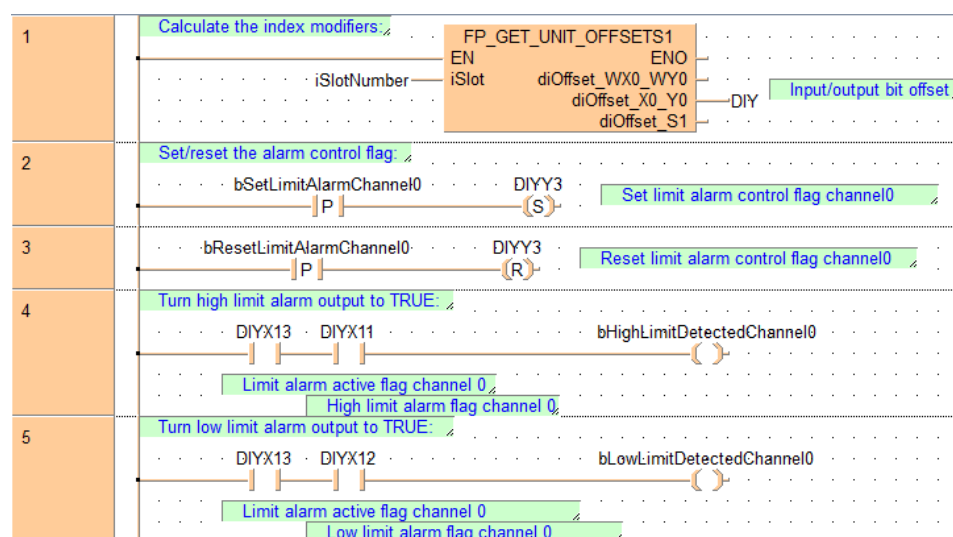 1
Calculate the index modifiers:
FP_GET_UNIT_OFFSETS1
EN ENO
iSlotNumber iSlot diOffset_WX0_WY0
diOffset_X0_Y0 DIY Input/output bit offset
diOffset_S1
2
Set/reset the alarm control flag:
bSetLimitAlarmChannel0 DIYY3
P S Set limit alarm control flag channel0
3
bResetLimitAlarmChannel0 DIYY3
P R Reset limit alarm control flag channel0
4
Turn high limit alarm output to TRUE:
DIYX13 DIYX11 bHighLimitDetectedChannel0
Limit alarm active flag channel 0
High limit alarm flag channel 0
5
Turn low limit alarm output to TRUE:
DIYX13 DIYX12 bLowLimitDetectedChannel0
Limit alarm active flag channel 0
Low limit alarm flag channel 0